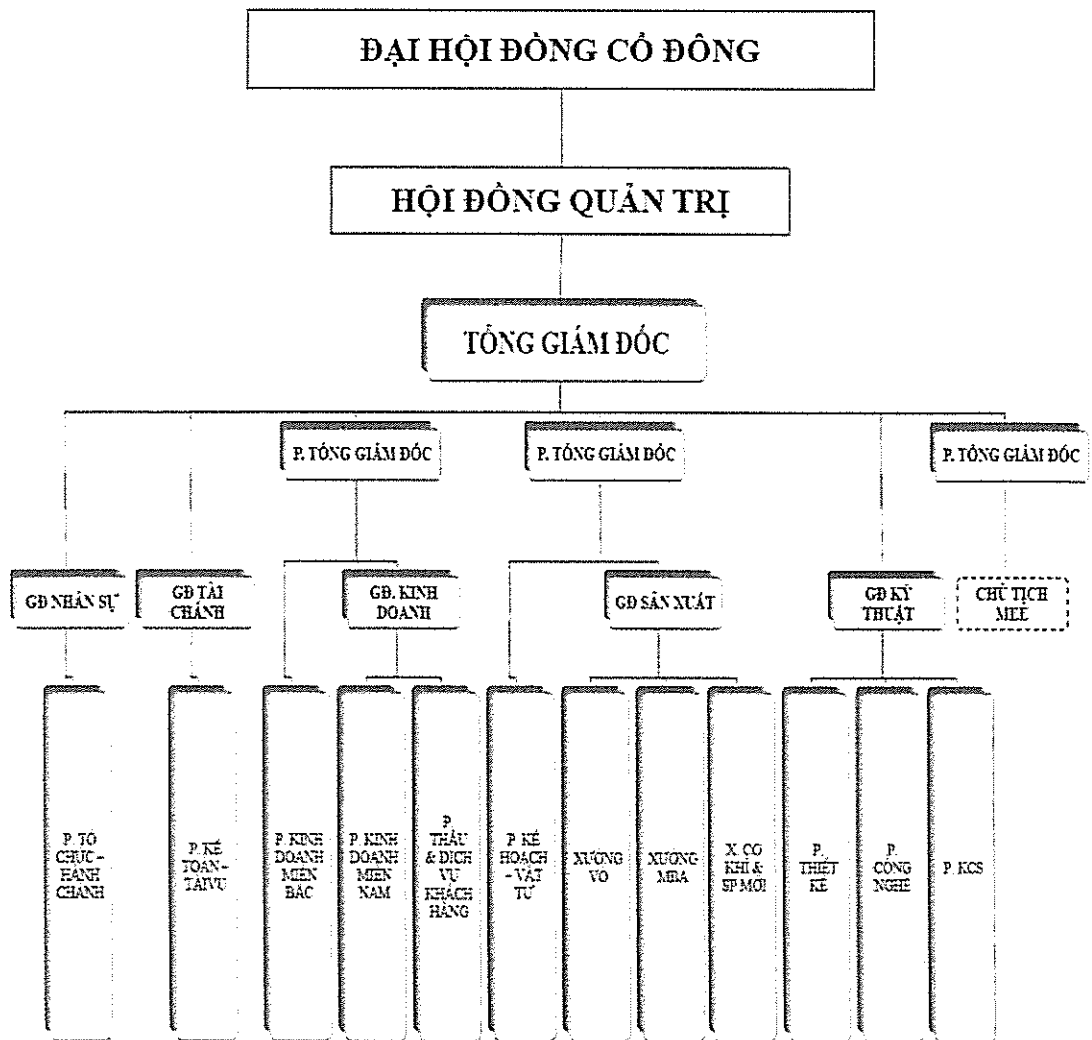 ĐẠI HỘI ĐỒNG CỔ ĐÔNG
HỘI ĐỒNG QUẢN TRỊ
TỔNG GIÁM ĐỐC
P. TỔNG GIÁM ĐỐC
P. TỔNG GIÁM ĐỐC
P. TỔNG GIÁM ĐỐC
GĐ NHÂN SỰ
GĐ TÀI
CHÁNH
GĐ. KINH
DOANH
GĐ SẢN XUẤT
GĐ KỸ
THUẬT
CHỦ TỊCH
MEE
P. TỔ
CHỨC –
HÀNH
CHÁNH
P. KẾ
TOÁN –
TÀI VỤ
P. KINH
DOANH
MIỀN
BẮC
P. KINH
DOANH
MIỀN
NAM
P.
THẦU
& DỊCH
VỤ
KHÁCH
HÀNG
P. KẾ
HOẠCH
– VẬT
TƯ
XƯỞNG
VỎ
XƯỞNG
MBA
X. CƠ
KHÍ &
SP MỚI
P.
THIẾT
KẾ
P.
CÔNG
NGHỆ
P. KCS